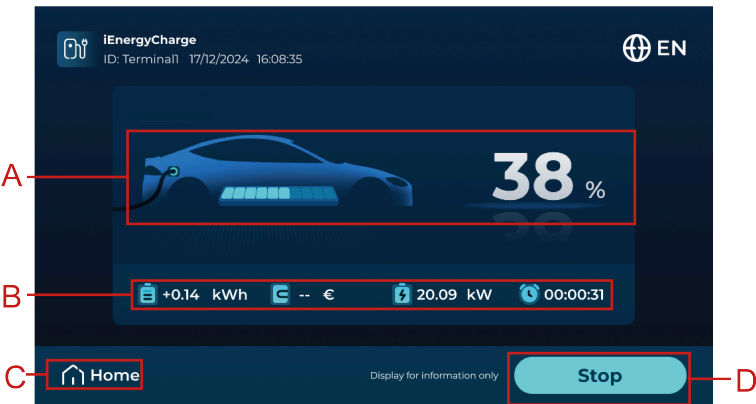 iEnergyCharge
ID: Terminal1 17/12/2024 16:08:35
EN
A
38 %
B
+0.14 kWh -- € 20.09 kW 00:00:31
C
Home
Display for information only
Stop
D